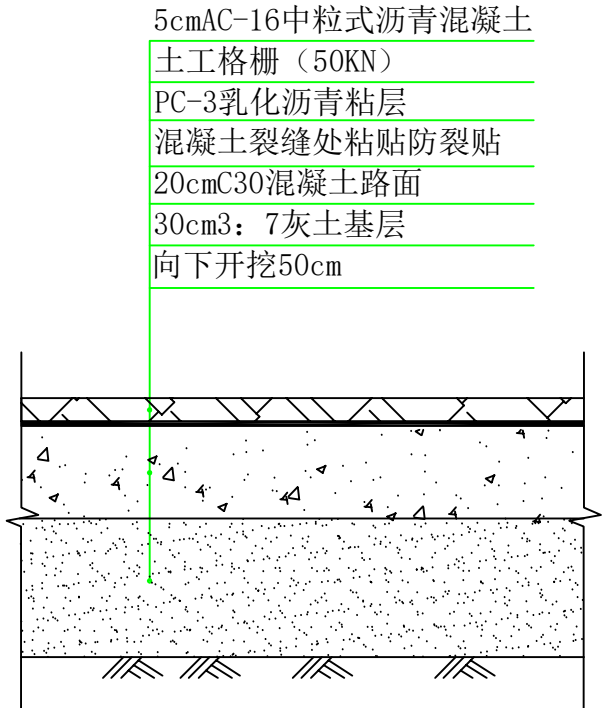 5cmAC-16中粒式沥青混凝土
土工格栅（50KN）
PC-3乳化沥青粘层
混凝土裂缝处粘贴防裂贴
20cmC30混凝土路面
30cm3：7灰土基层
向下开挖50cm